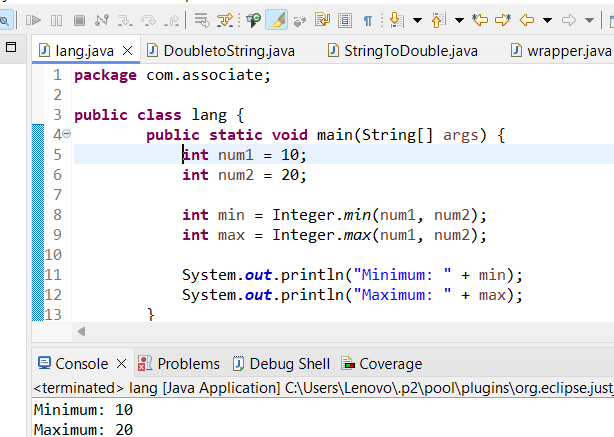 lang.java DoubletoString.java StringToDouble.java wrapper.java
1 package com.associate;
2
3 public class lang {
4 public static void main(String[] args) {
5 int num1 = 10;
6 int num2 = 20;
7
8 int min = Integer.min(num1, num2);
9 int max = Integer.max(num1, num2);
10
11 System.out.println("Minimum: " + min);
12 System.out.println("Maximum: " + max);
13 }
Console Problems Debug Shell Coverage
<terminated> lang [Java Application] C:\Users\Lenovo\.p2\pool\plugins\org.eclipse.just
Minimum: 10
Maximum: 20